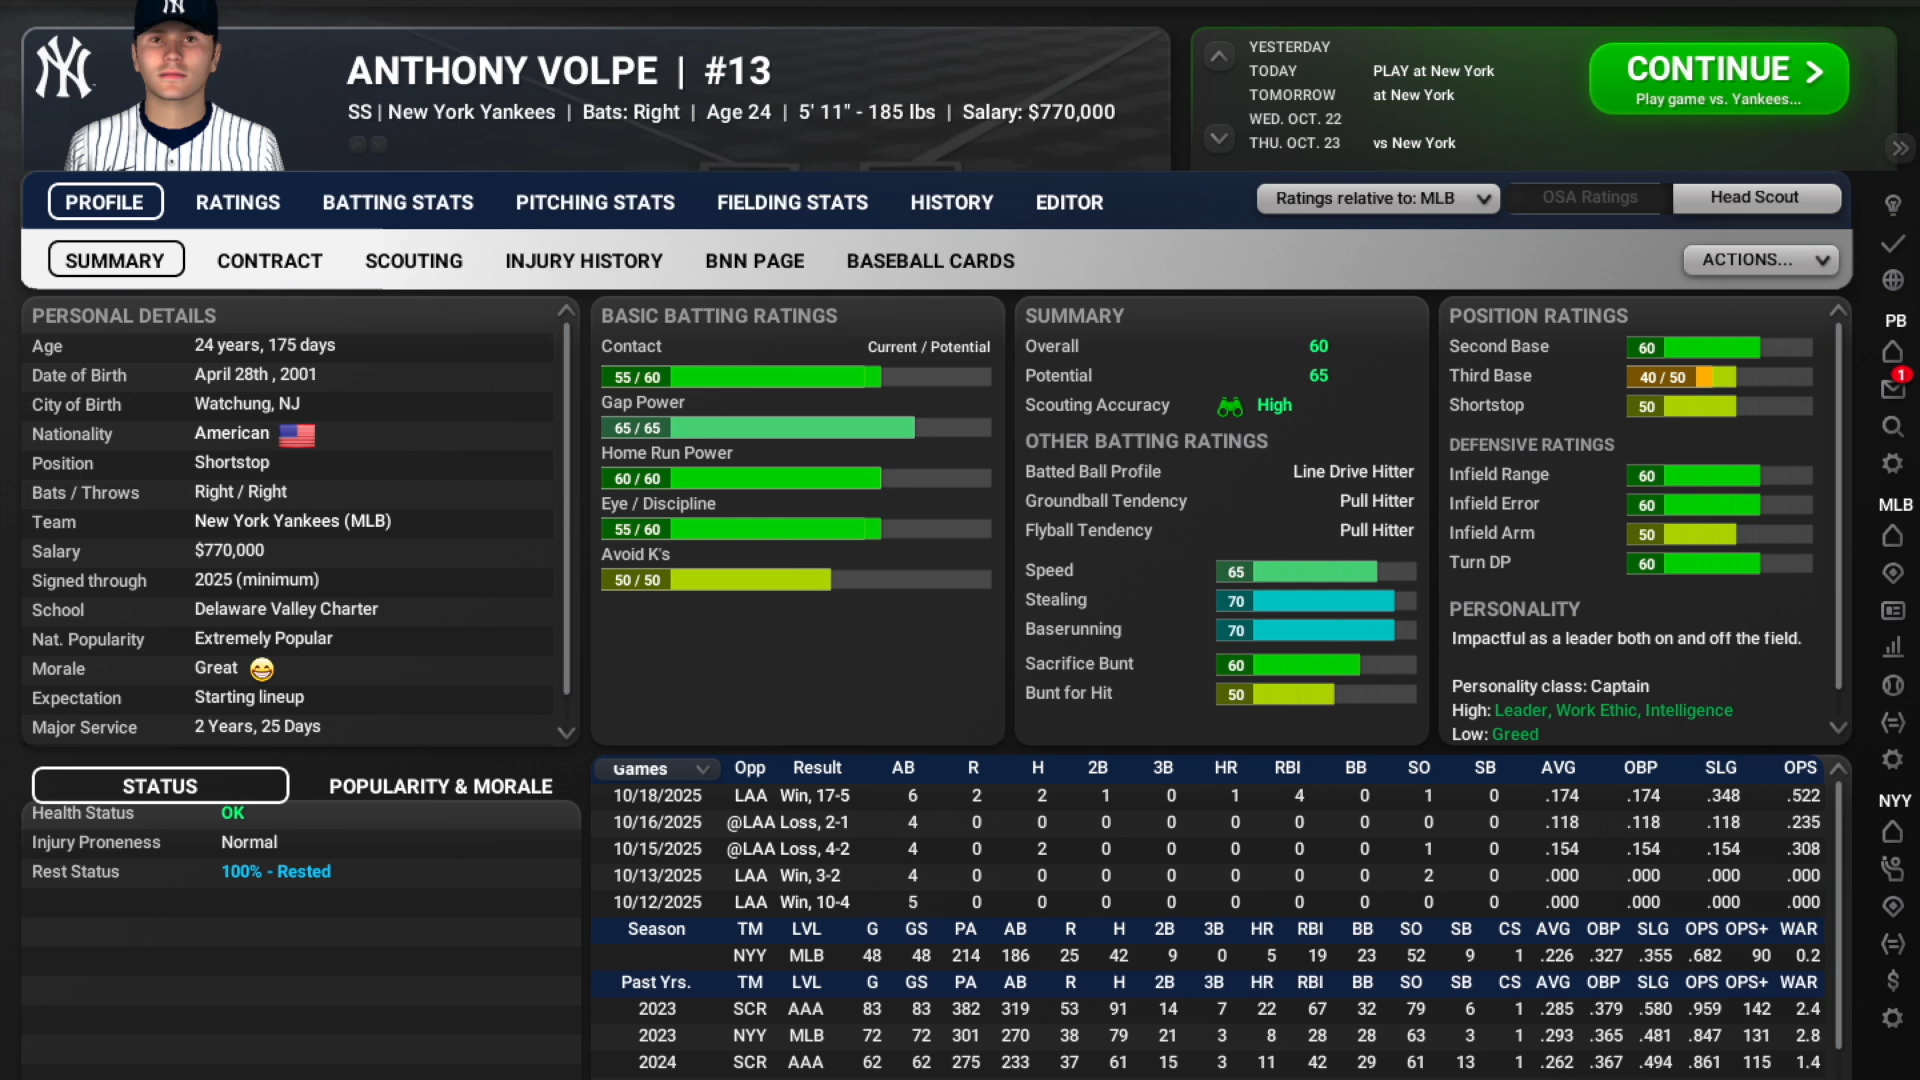 ANTHONY VOLPE | #13
SS | New York Yankees | Bats: Right | Age 24 | 5' 11" - 185 lbs | Salary: $770,000
YESTERDAY
TODAY PLAY at New York
TOMORROW at New York
WED. OCT. 22
THU. OCT. 23 vs New York
CONTINUE >
Play game vs. Yankees...
PROFILE RATINGS BATTING STATS PITCHING STATS FIELDING STATS HISTORY EDITOR
Ratings relative to: MLB OSA Ratings Head Scout
SUMMARY CONTRACT SCOUTING INJURY HISTORY BNN PAGE BASEBALL CARDS ACTIONS...
PERSONAL DETAILS
Age 24 years, 175 days
Date of Birth April 28th , 2001
City of Birth Watchung, NJ
Nationality American
Position Shortstop
Bats / Throws Right / Right
Team New York Yankees (MLB)
Salary $770,000
Signed through 2025 (minimum)
School Delaware Valley Charter
Nat. Popularity Extremely Popular
Morale Great
Expectation Starting lineup
Major Service 2 Years, 25 Days
BASIC BATTING RATINGS
Contact Current / Potential
55 / 60
Gap Power
65 / 65
Home Run Power
60 / 60
Eye / Discipline
55 / 60
Avoid K's
50 / 50
SUMMARY
Overall 60
Potential 65
Scouting Accuracy High
OTHER BATTING RATINGS
Batted Ball Profile Line Drive Hitter
Groundball Tendency Pull Hitter
Flyball Tendency Pull Hitter
Speed 65
Stealing 70
Baserunning 70
Sacrifice Bunt 60
Bunt for Hit 50
POSITION RATINGS
Second Base 60
Third Base 40 / 50
Shortstop 50
DEFENSIVE RATINGS
Infield Range 60
Infield Error 60
Infield Arm 50
Turn DP 60
PERSONALITY
Impactful as a leader both on and off the field.
Personality class: Captain
High: Leader, Work Ethic, Intelligence
Low: Greed
PB
1
MLB
NYY
$
STATUS POPULARITY & MORALE
Health Status OK
Injury Proneness Normal
Rest Status 100% - Rested
Games Opp Result AB R H 2B 3B HR RBI BB SO SB AVG OBP SLG OPS
10/18/2025 LAA Win, 17-5 6 2 2 1 0 1 4 0 1 0 .174 .174 .348 .522
10/16/2025 @LAA Loss, 2-1 4 0 0 0 0 0 0 0 0 0 .118 .118 .118 .235
10/15/2025 @LAA Loss, 4-2 4 0 2 0 0 0 0 0 1 0 .154 .154 .154 .308
10/13/2025 LAA Win, 3-2 4 0 0 0 0 0 0 0 2 0 .000 .000 .000 .000
10/12/2025 LAA Win, 10-4 5 0 0 0 0 0 0 0 0 0 .000 .000 .000 .000
Season TM LVL G GS PA AB R H 2B 3B HR RBI BB SO SB CS AVG OBP SLG OPS OPS+ WAR
NYY MLB 48 48 214 186 25 42 9 0 5 19 23 52 9 1 .226 .327 .355 .682 90 0.2
Past Yrs. TM LVL G GS PA AB R H 2B 3B HR RBI BB SO SB CS AVG OBP SLG OPS OPS+ WAR
2023 SCR AAA 83 83 382 319 53 91 14 7 22 67 32 79 6 1 .285 .379 .580 .959 142 2.4
2023 NYY MLB 72 72 301 270 38 79 21 3 8 28 28 63 3 1 .293 .365 .481 .847 131 2.8
2024 SCR AAA 62 62 275 233 37 61 15 3 11 42 29 61 13 1 .262 .367 .494 .861 115 1.4